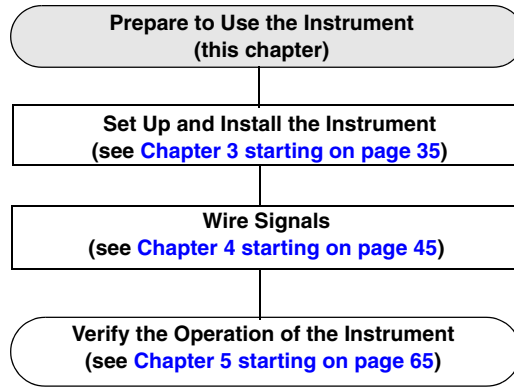 Prepare to Use the Instrument
(this chapter)
Set Up and Install the Instrument
(see Chapter 3 starting on page 35)
Wire Signals
(see Chapter 4 starting on page 45)
Verify the Operation of the Instrument
(see Chapter 5 starting on page 65)